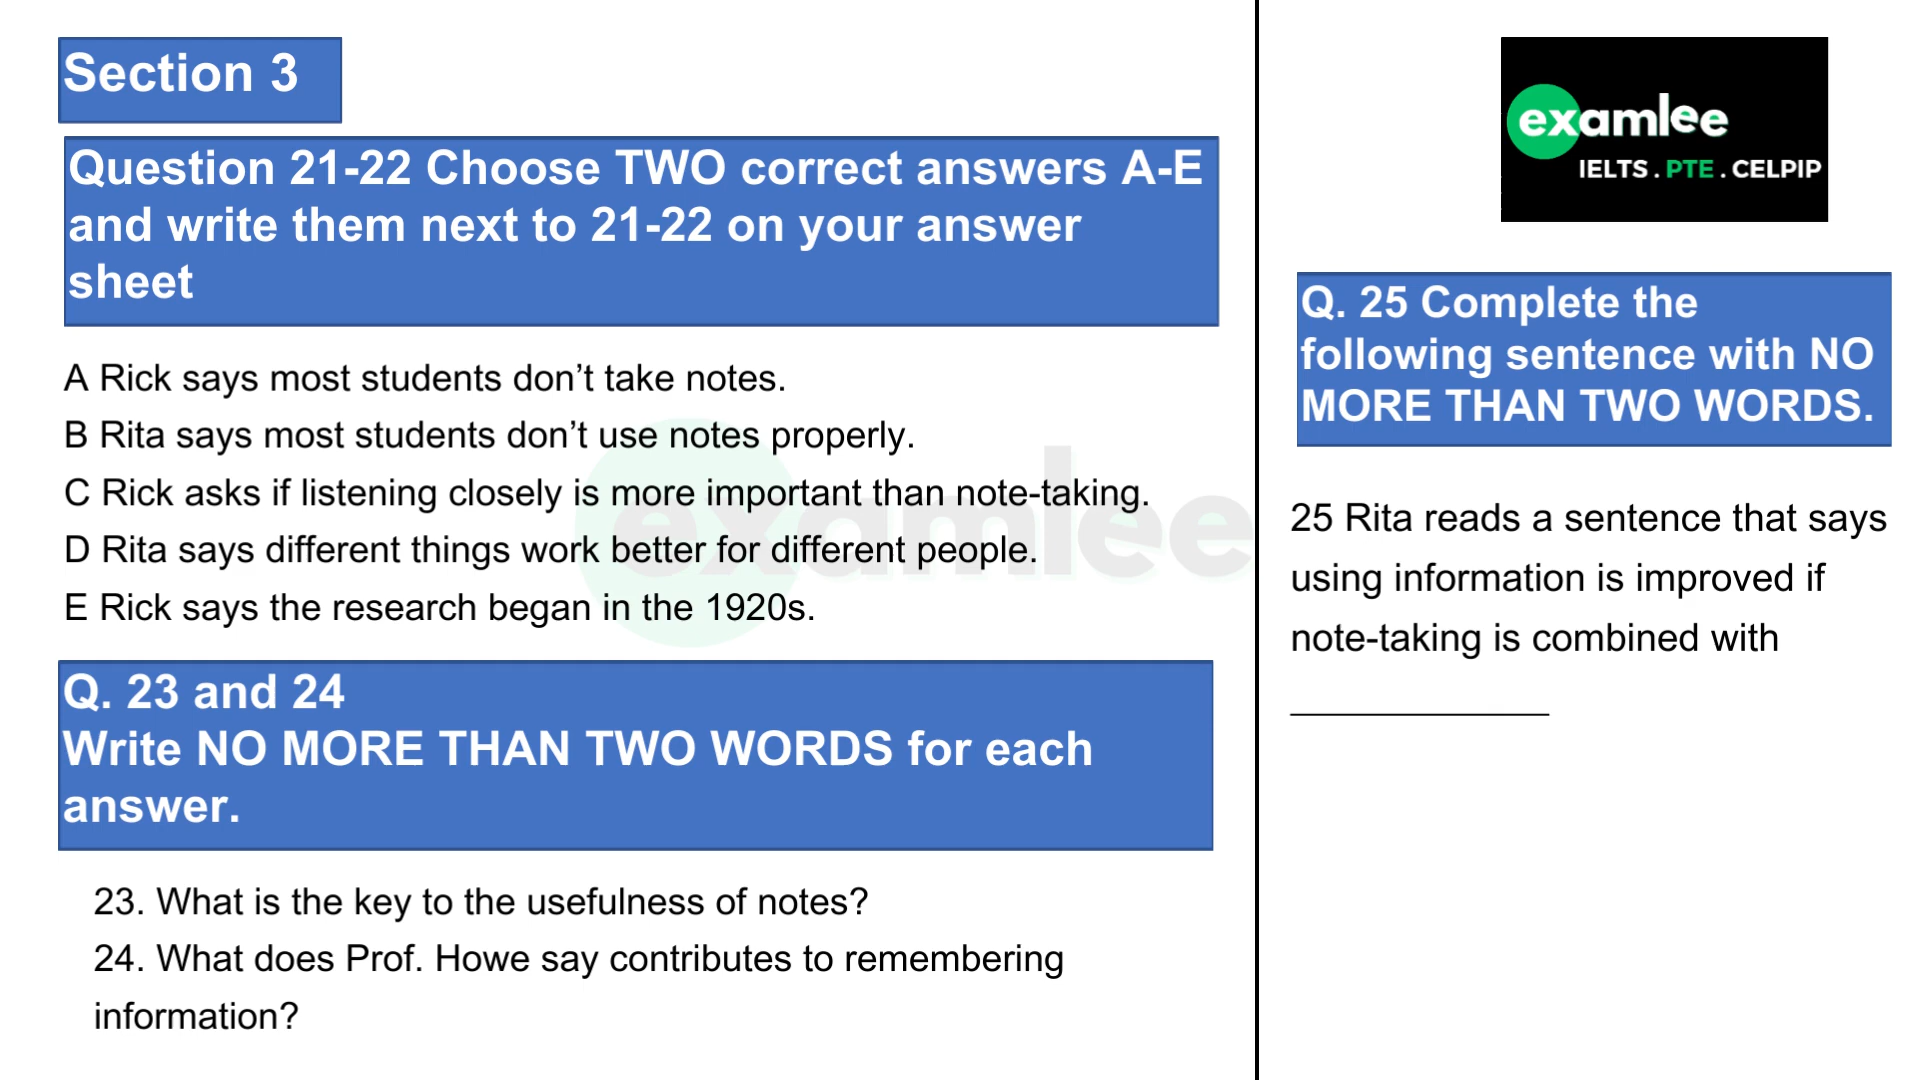 Section 3
Question 21-22 Choose TWO correct answers A-E
and write them next to 21-22 on your answer
sheet
A Rick says most students don’t take notes.
B Rita says most students don’t use notes properly.
C Rick asks if listening closely is more important than note-taking.
D Rita says different things work better for different people.
E Rick says the research began in the 1920s.
examlee
Q. 23 and 24
Write NO MORE THAN TWO WORDS for each
answer.
23. What is the key to the usefulness of notes?
24. What does Prof. Howe say contributes to remembering
information?
examlee
IELTS . PTE . CELPIP
Q. 25 Complete the
following sentence with NO
MORE THAN TWO WORDS.
25 Rita reads a sentence that says
using information is improved if
note-taking is combined with
______________